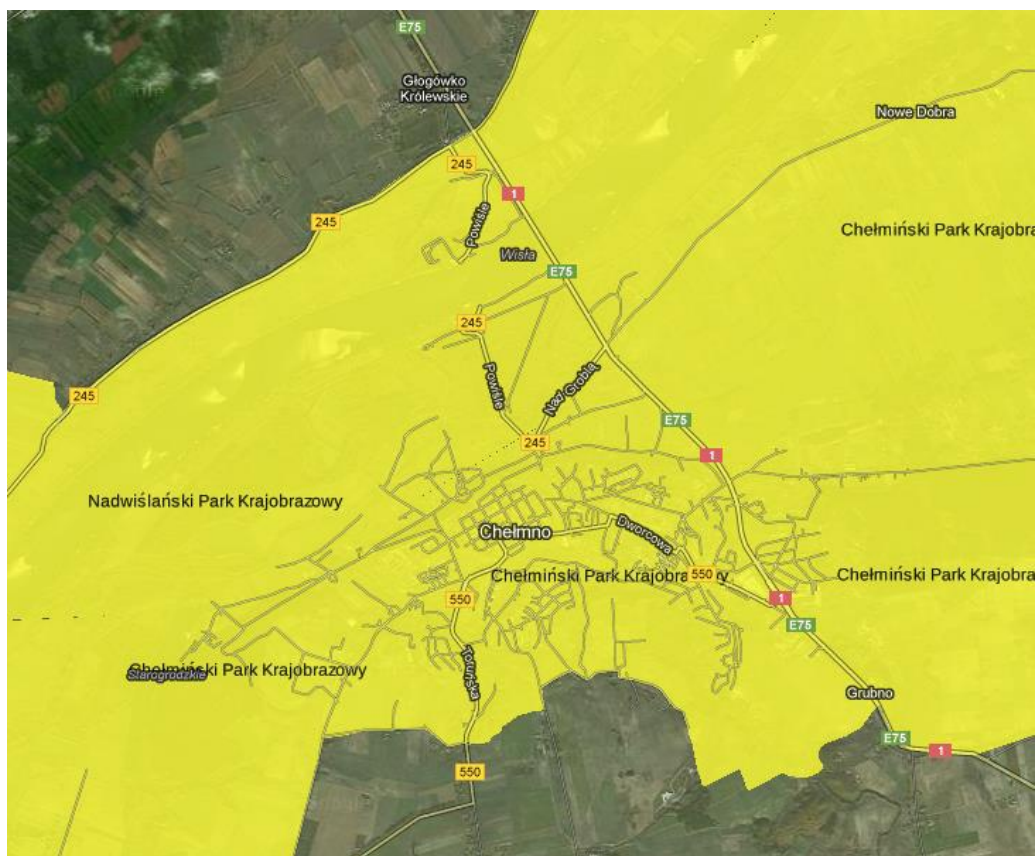 E75
Głogówko
Królewskie
Nowe Dobra
245
1
245
Powiśle
Chełmiński Park Krajobra
Wisła
E75
245
Powiśle
Nad Groblą
245
E75
245
1
Nadwiślański Park Krajobrazowy
Chełmno
Dworcowa
Chełmiński Park Krajobrazowy
550
Chełmiński Park Krajobra
550
1
E75
Toruńska
Chełmiński Park Krajobrazowy
Starogrodzkie
Grubno
E75
1
550